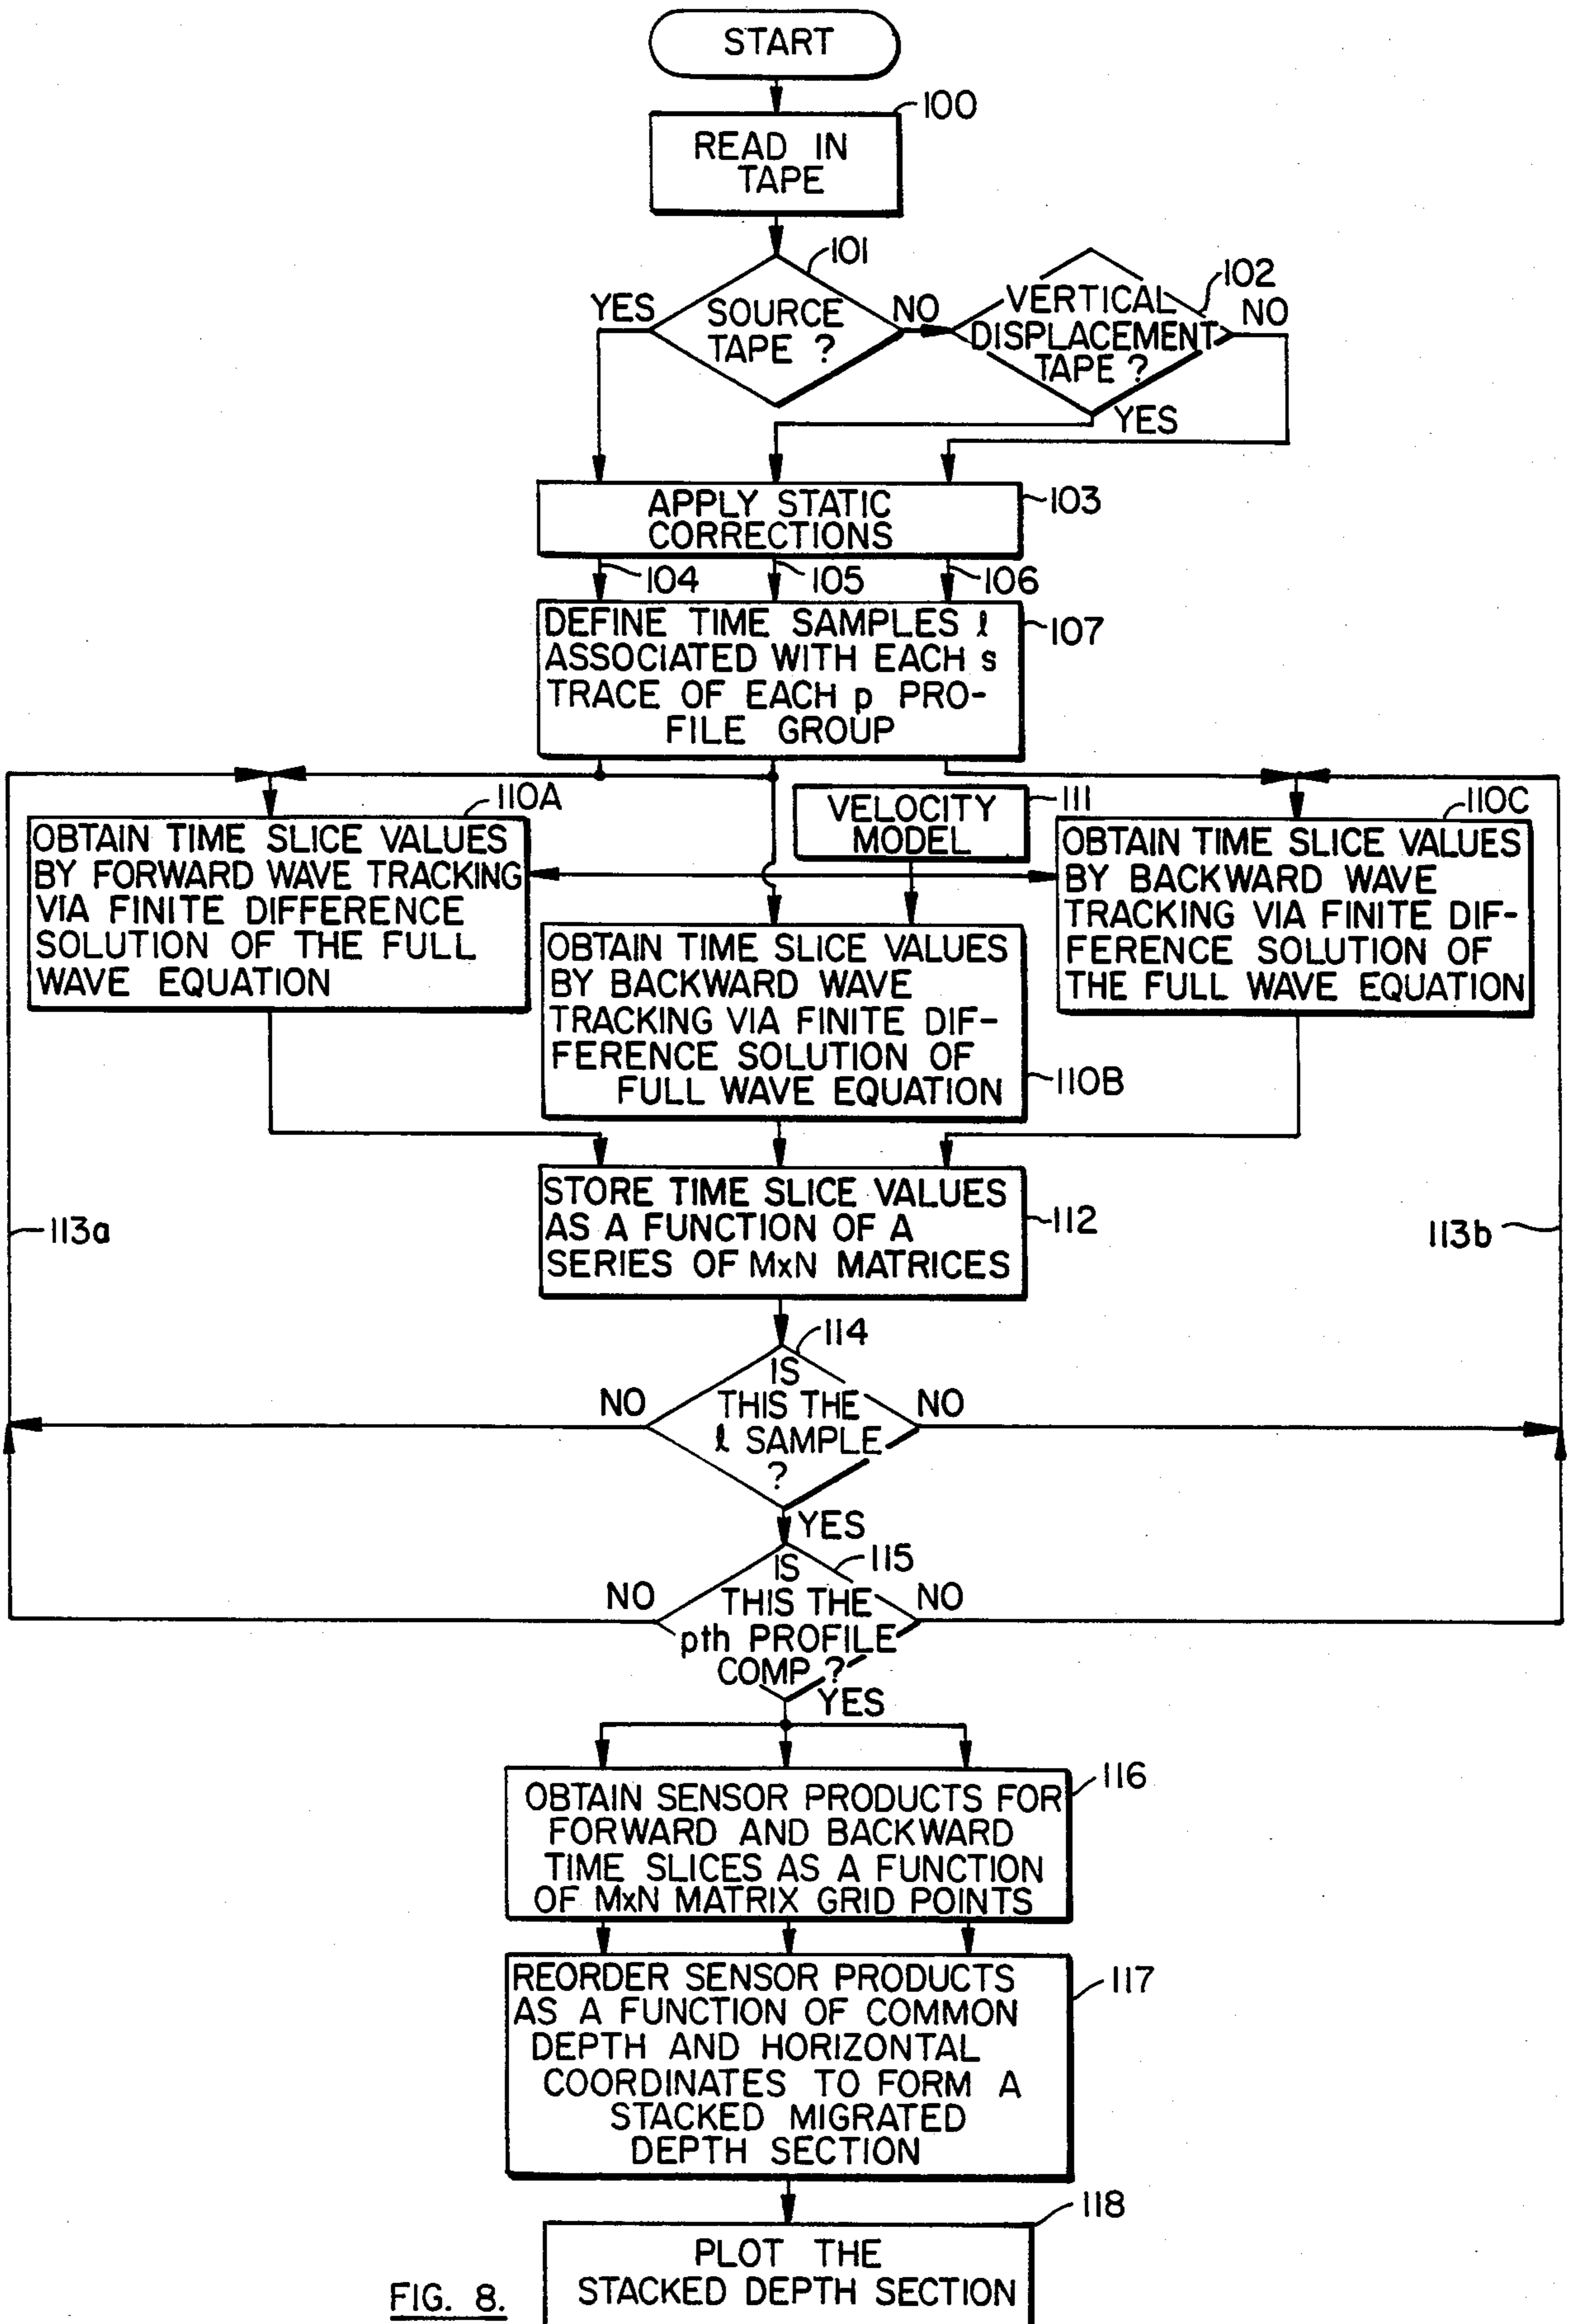 START
100
READ IN
TAPE
101
YES
SOURCE
TAPE ?
NO
102
VERTICAL
DISPLACEMENT
TAPE ?
NO
YES
APPLY STATIC
CORRECTIONS
103
104
105
106
DEFINE TIME SAMPLES ℓ
ASSOCIATED WITH EACH s
TRACE OF EACH p PRO-
FILE GROUP
107
110A
OBTAIN TIME SLICE VALUES
BY FORWARD WAVE TRACKING
VIA FINITE DIFFERENCE
SOLUTION OF THE FULL
WAVE EQUATION
VELOCITY
MODEL
111
110C
OBTAIN TIME SLICE VALUES
BY BACKWARD WAVE
TRACKING VIA FINITE DIF-
FERENCE SOLUTION OF
THE FULL WAVE EQUATION
OBTAIN TIME SLICE VALUES
BY BACKWARD WAVE
TRACKING VIA FINITE DIF-
FERENCE SOLUTION OF
FULL WAVE EQUATION
110B
STORE TIME SLICE VALUES
AS A FUNCTION OF A
SERIES OF MxN MATRICES
112
113a
113b
114
NO
IS
THIS THE
ℓ SAMPLE
?
NO
YES
115
NO
IS
THIS THE
pth PROFILE
COMP ?
NO
YES
116
OBTAIN SENSOR PRODUCTS FOR
FORWARD AND BACKWARD
TIME SLICES AS A FUNCTION
OF MxN MATRIX GRID POINTS
REORDER SENSOR PRODUCTS
AS A FUNCTION OF COMMON
DEPTH AND HORIZONTAL
COORDINATES TO FORM A
STACKED MIGRATED
DEPTH SECTION
117
118
PLOT THE
STACKED DEPTH SECTION
FIG. 8.